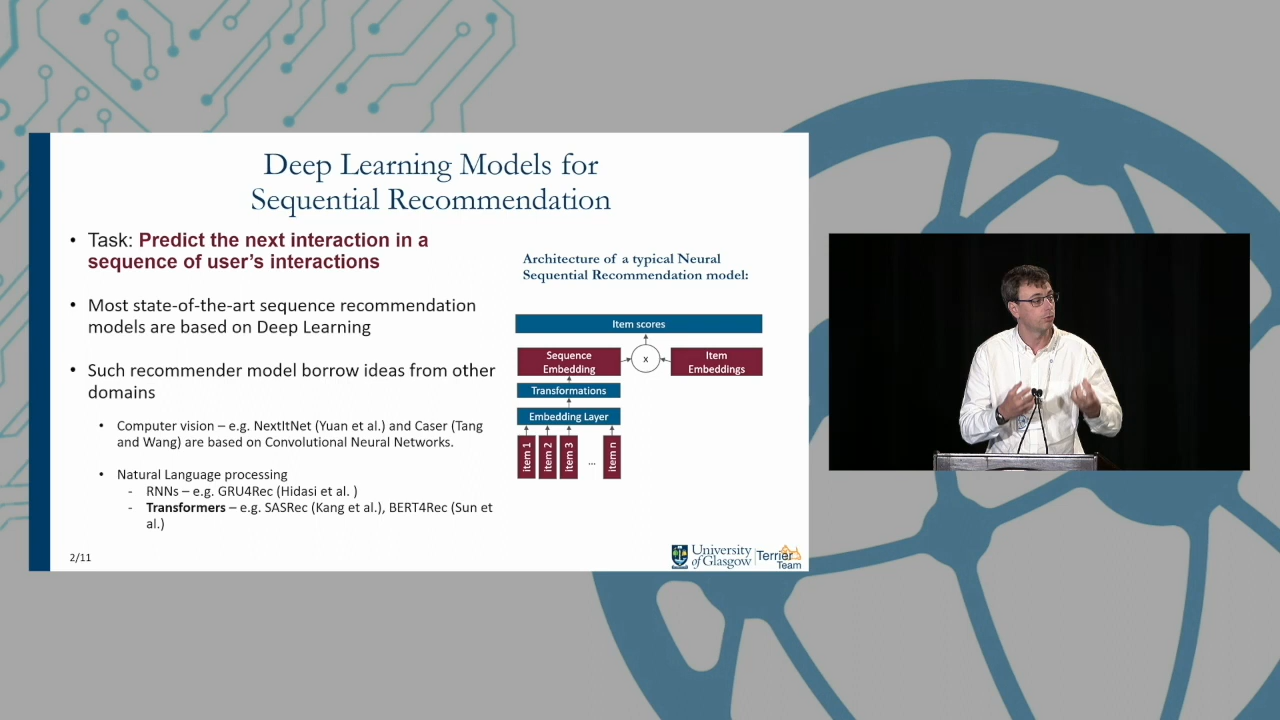 Deep Learning Models for
Sequential Recommendation
• Task: Predict the next interaction in a
sequence of user's interactions
• Most state-of-the-art sequence recommendation
models are based on Deep Learning
• Such recommender model borrow ideas from other
domains
• Computer vision – e.g. NextItNet (Yuan et al.) and Caser (Tang
and Wang) are based on Convolutional Neural Networks.
• Natural Language processing
- RNNs – e.g. GRU4Rec (Hidasi et al. )
- Transformers – e.g. SASRec (Kang et al.), BERT4Rec (Sun et
al.)
Architecture of a typical Neural
Sequential Recommendation model:
Item scores
Sequence
Embedding
x
Item
Embeddings
Transformations
Embedding Layer
item 1
item 2
item 3
...
item n
2/11
University
of Glasgow
Terrier
Team